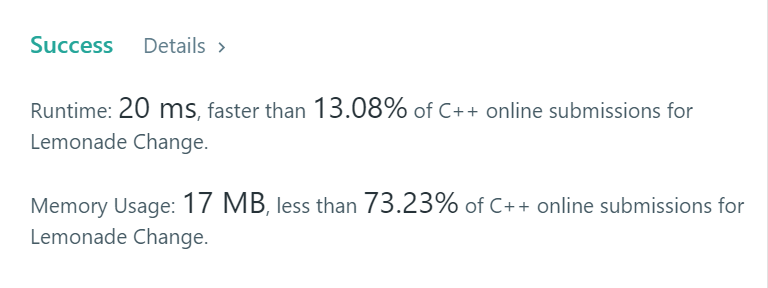 Success Details >
Runtime: 20 ms, faster than 13.08% of C++ online submissions for
Lemonade Change.
Memory Usage: 17 MB, less than 73.23% of C++ online submissions for
Lemonade Change.